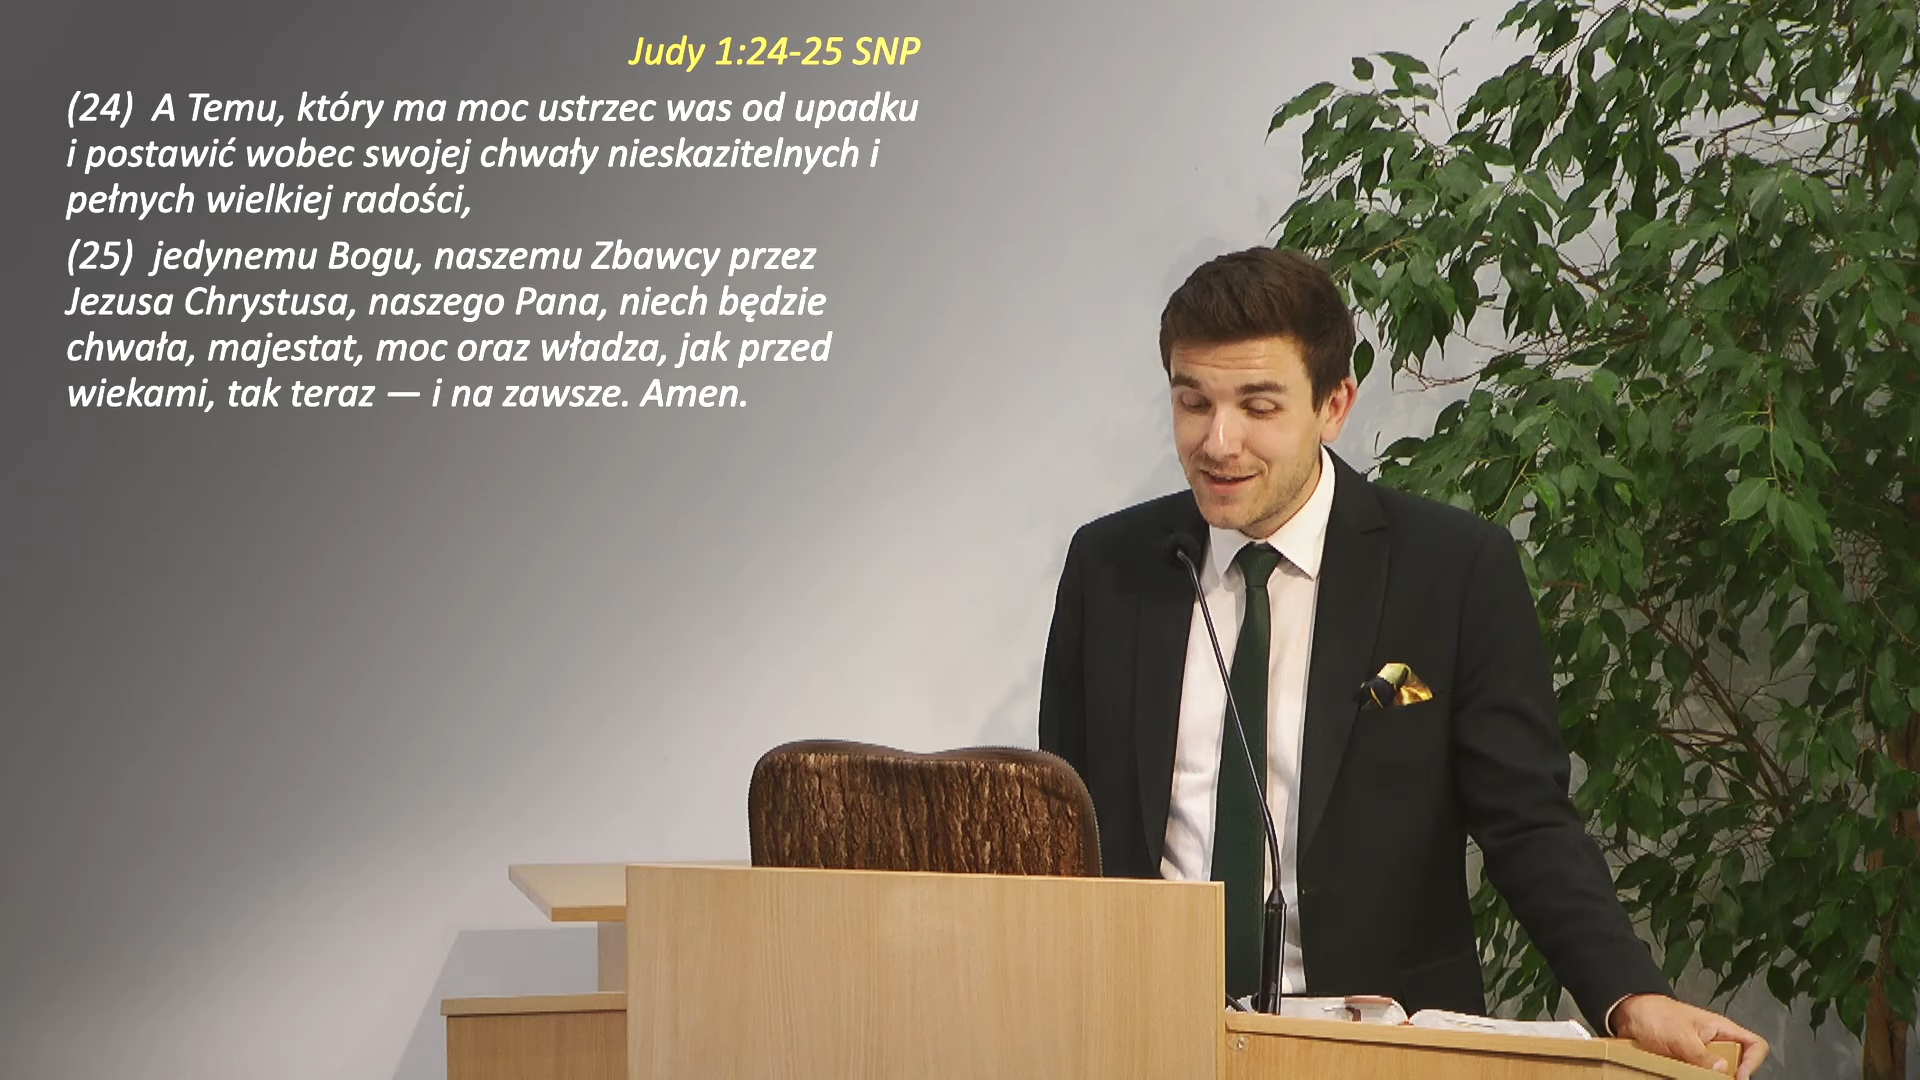 Judy 1:24-25 SNP
(24) A Temu, który ma moc ustrzec was od upadku
i postawić wobec swojej chwały nieskazitelnych i
pełnych wielkiej radości,
(25) jedynemu Bogu, naszemu Zbawcy przez
Jezusa Chrystusa, naszego Pana, niech będzie
chwała, majestat, moc oraz władza, jak przed
wiekami, tak teraz — i na zawsze. Amen.